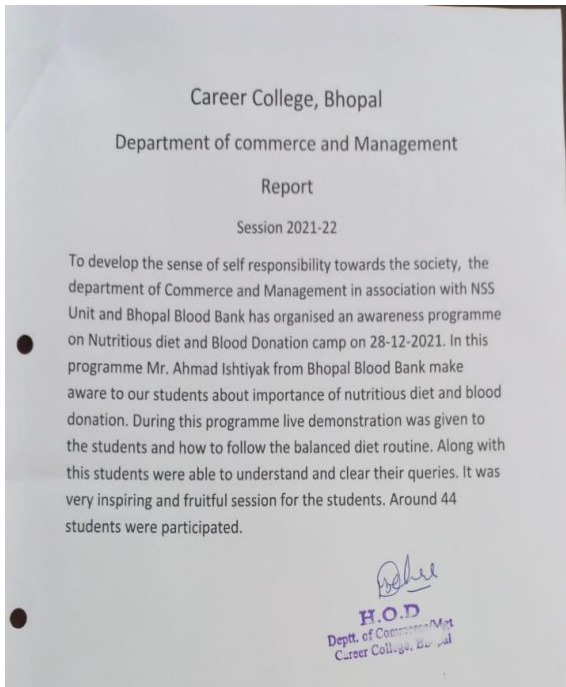 Career College, Bhopal
Department of commerce and Management
Report
Session 2021-22
To develop the sense of self responsibility towards the society, the
department of Commerce and Management in association with NSS
Unit and Bhopal Blood Bank has organised an awareness programme
on Nutritious diet and Blood Donation camp on 28-12-2021. In this
programme Mr. Ahmad Ishtiyak from Bhopal Blood Bank make
aware to our students about importance of nutritious diet and blood
donation. During this programme live demonstration was given to
the students and how to follow the balanced diet routine. Along with
this students were able to understand and clear their queries. It was
very inspiring and fruitful session for the students. Around 44
students were participated.
H.O.D
Deptt. of Commerce/Mgt
Career College,